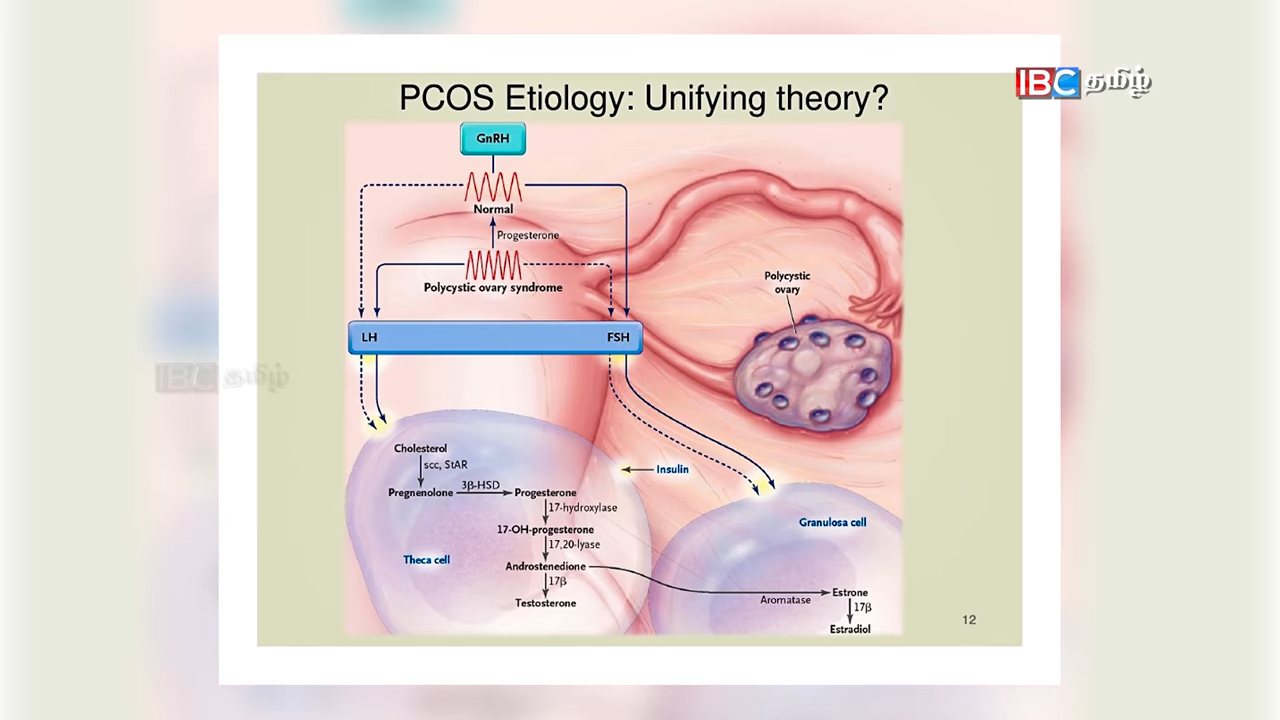 PCOS Etiology: Unifying theory?
IBC தமிழ்
GnRH
Normal
Progesterone
Polycystic ovary syndrome
LH
FSH
Polycystic
ovary
IBC தமிழ்
Cholesterol
scc, StAR
Pregnenolone
3β-HSD
Progesterone
17-hydroxylase
17-OH-progesterone
17,20-lyase
Androstenedione
17β
Testosterone
Theca cell
Insulin
Granulosa cell
Aromatase
Estrone
17β
Estradiol
12